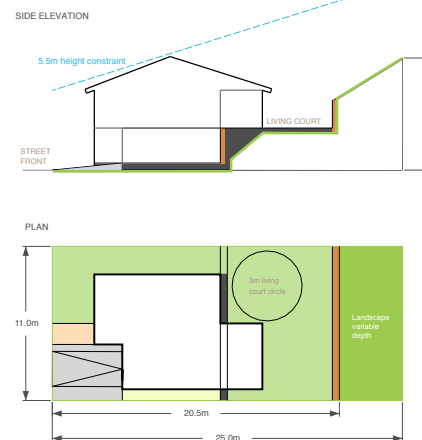 SIDE ELEVATION
5.5m height constraint
LIVING COURT
STREET
FRONT
PLAN
5m living
court circle
11.0m
Landscape
variable
depth
20.5m
25.0m